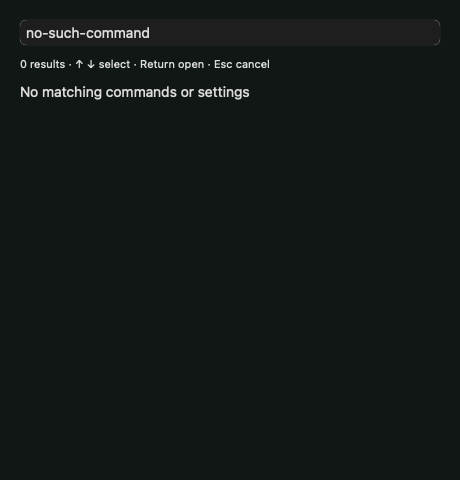 no-such-command
0 results · ↑ ↓ select · Return open · Esc cancel
No matching commands or settings